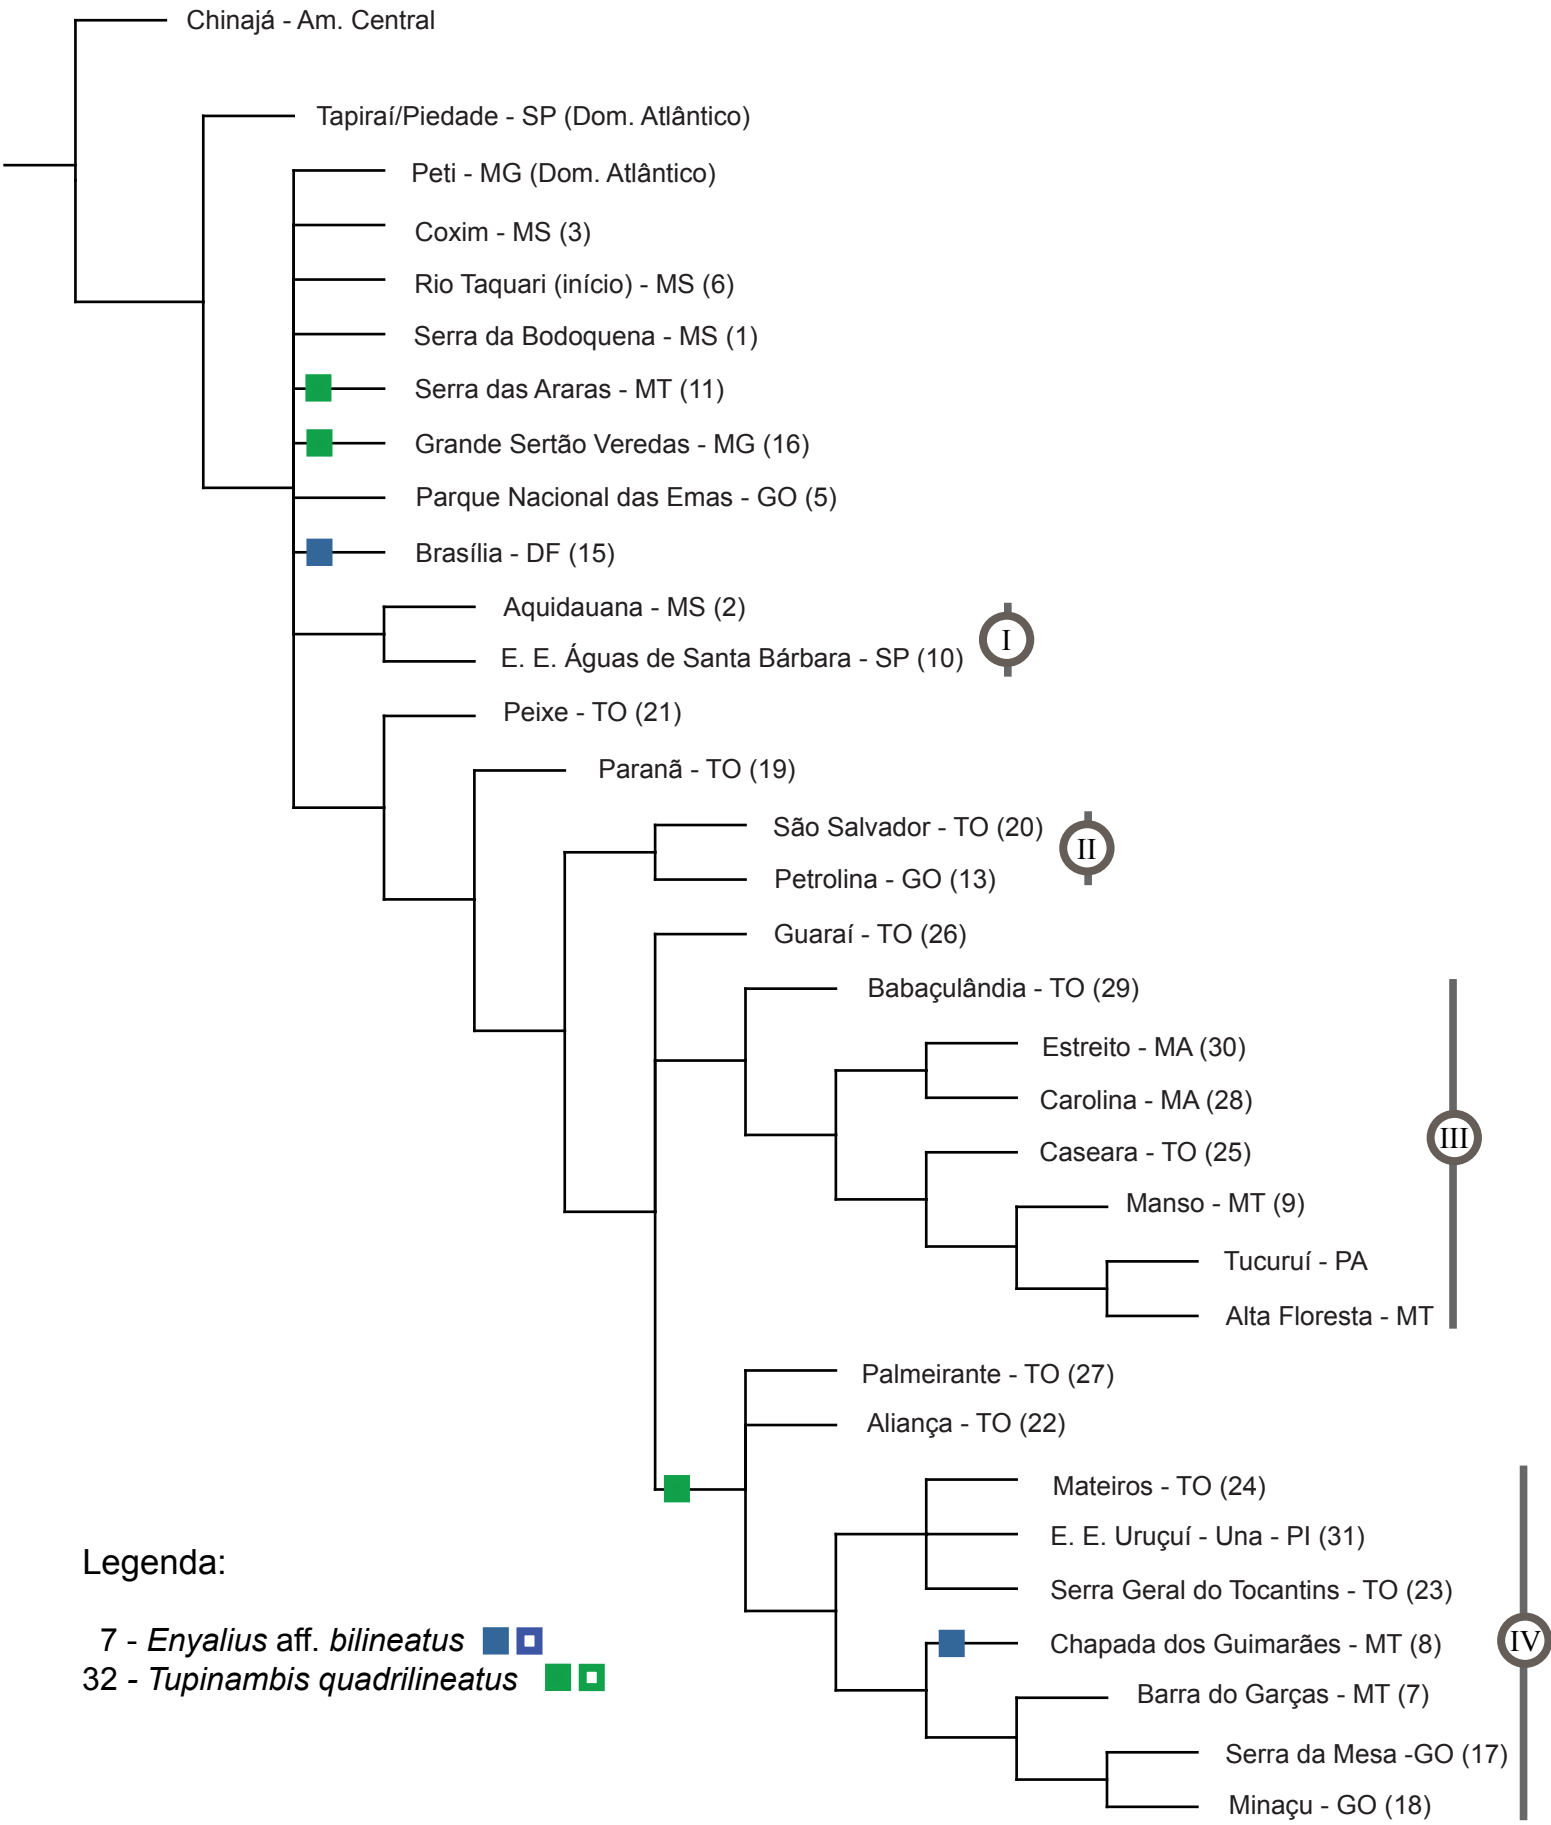 Chinajá - Am. Central
Tapiraí/Piedade - SP (Dom. Atlântico)
Peti - MG (Dom. Atlântico)
Coxim - MS (3)
Rio Taquari (início) - MS (6)
Serra da Bodoquena - MS (1)
Serra das Araras - MT (11)
Grande Sertão Veredas - MG (16)
Parque Nacional das Emas - GO (5)
Brasília - DF (15)
Aquidauana - MS (2)
I
E. E. Águas de Santa Bárbara - SP (10)
Peixe - TO (21)
Paranã - TO (19)
São Salvador - TO (20)
II
Petrolina - GO (13)
Guaraí - TO (26)
Babaçulândia - TO (29)
Estreito - MA (30)
Carolina - MA (28)
III
Caseara - TO (25)
Manso - MT (9)
Tucuruí - PA
Alta Floresta - MT
Palmeirante - TO (27)
Aliança - TO (22)
Mateiros - TO (24)
E. E. Uruçuí - Una - PI (31)
Serra Geral do Tocantins - TO (23)
Chapada dos Guimarães - MT (8)
IV
Barra do Garças - MT (7)
Serra da Mesa -GO (17)
Minaçu - GO (18)
Legenda:
7 - Enyalius aff. bilineatus
32 - Tupinambis quadrilineatus